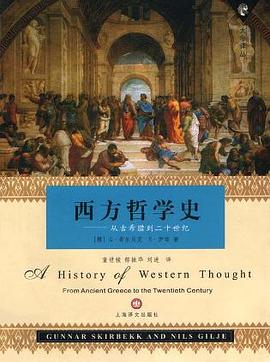 西方哲学史
——从古希腊到二十世纪
[挪] G·希尔贝克 N·伊耶 著
童世骏 郁振华 刘进 译
A History of Western Thought
From Ancient Greece to the Twentieth Century
上海译文出版社
GUNNAR SKIRBEKK AND NILS GILJE